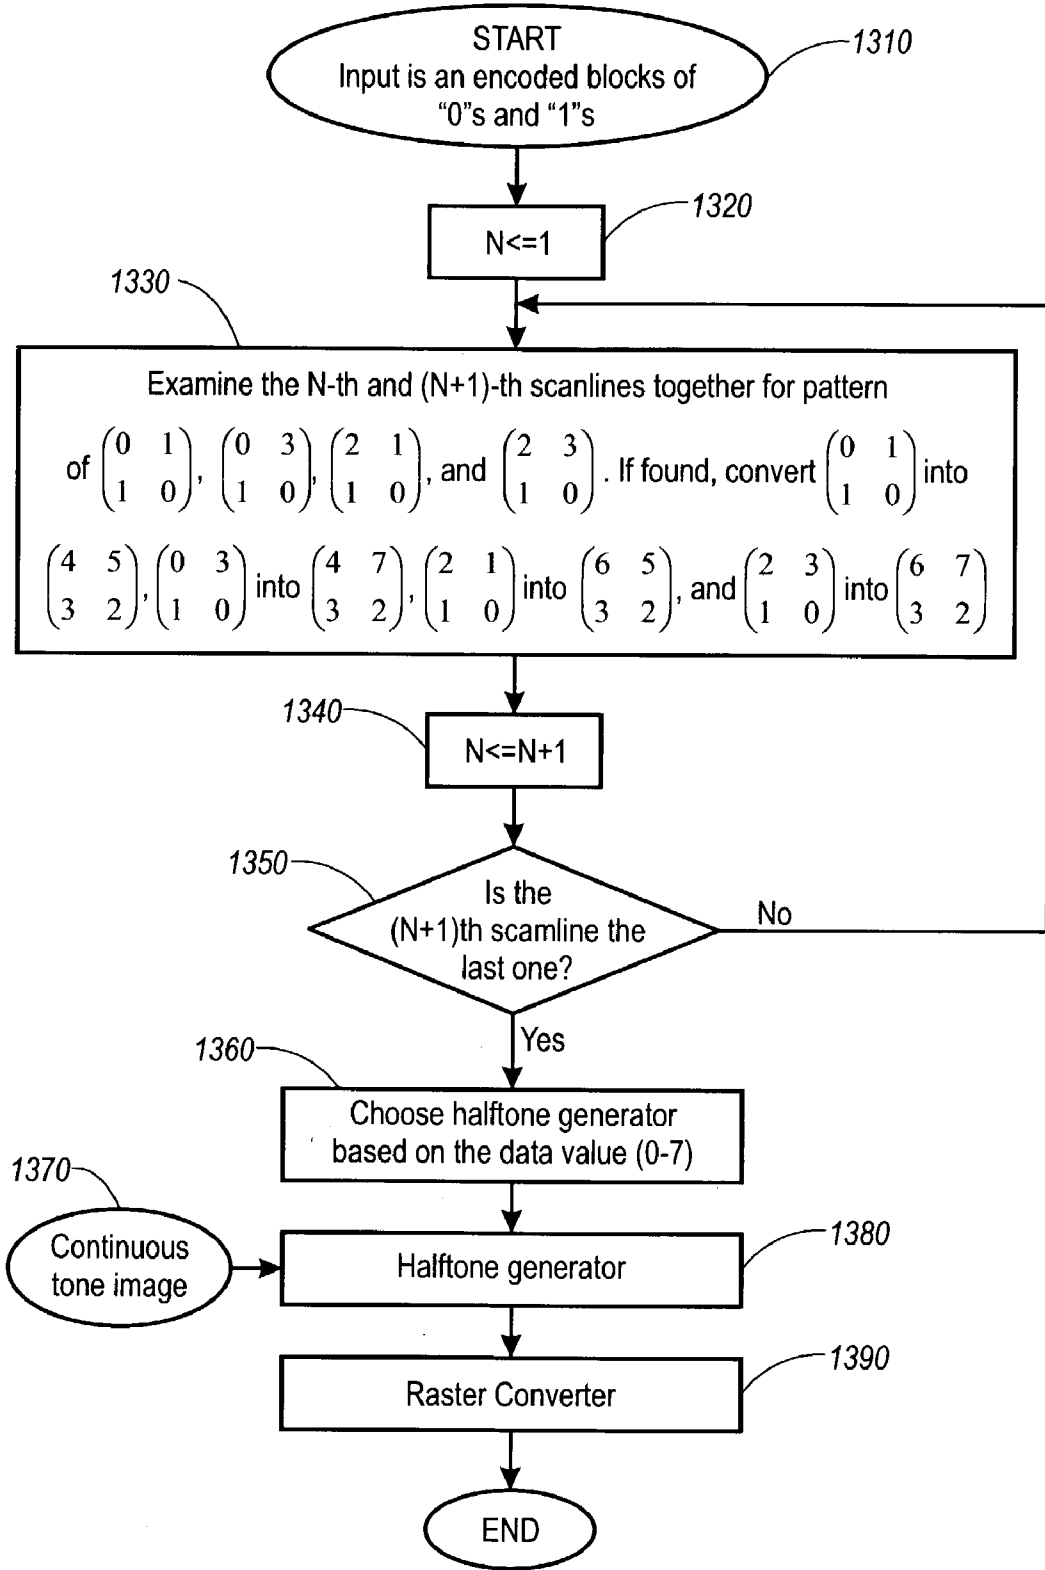 START
Input is an encoded blocks of
“0”s and “1”s
1310
N<=1
1320
1330
Examine the N-th and (N+1)-th scanlines together for pattern
of (0 1 1 0), (0 3 1 0), (2 1 1 0), and (2 3 1 0). If found, convert (0 1 1 0) into
(4 5 3 2), (0 3 1 0) into (4 7 3 2), (2 1 1 0) into (6 5 3 2), and (2 3 1 0) into (6 7 3 2)
1340
N<=N+1
1350
Is the
(N+1)th scamline the
last one?
No
Yes
1360
Choose halftone generator
based on the data value (0-7)
1370
Continuous
tone image
Halftone generator
1380
Raster Converter
1390
END